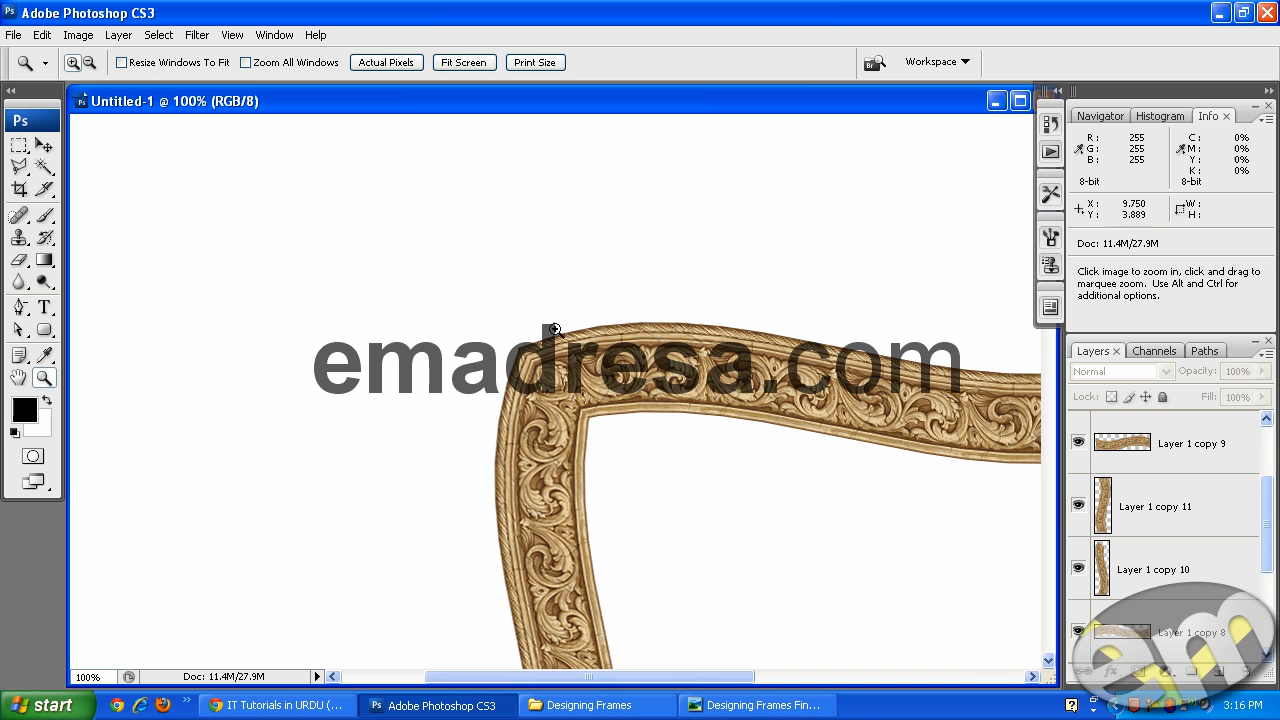 Adobe Photoshop CS3
File Edit Image Layer Select Filter View Window Help
Resize Windows To Fit Zoom All Windows Actual Pixels Fit Screen Print Size Workspace
Untitled-1 @ 100% (RGB/8)
Ps
Navigator Histogram Info
R: 255 C: 0%
G: 255 M: 0%
B: 255 Y: 0%
K: 0%
8-bit 8-bit
X: 9.750 W:
Y: 3.889 H:
Doc: 11.4M/27.9M
Click image to zoom in, click and drag to
marquee zoom. Use Alt and Ctrl for
additional options.
emadresa.com
Layers Channels Paths
Normal Opacity: 100%
Lock: Fill: 100%
Layer 1 copy 9
Layer 1 copy 11
Layer 1 copy 10
Layer 1 copy 8
em
100% Doc: 11.4M/27.9M
start IT Tutorials in URDU (... Adobe Photoshop CS3 Designing Frames Designing Frames Fin... 3:16 PM